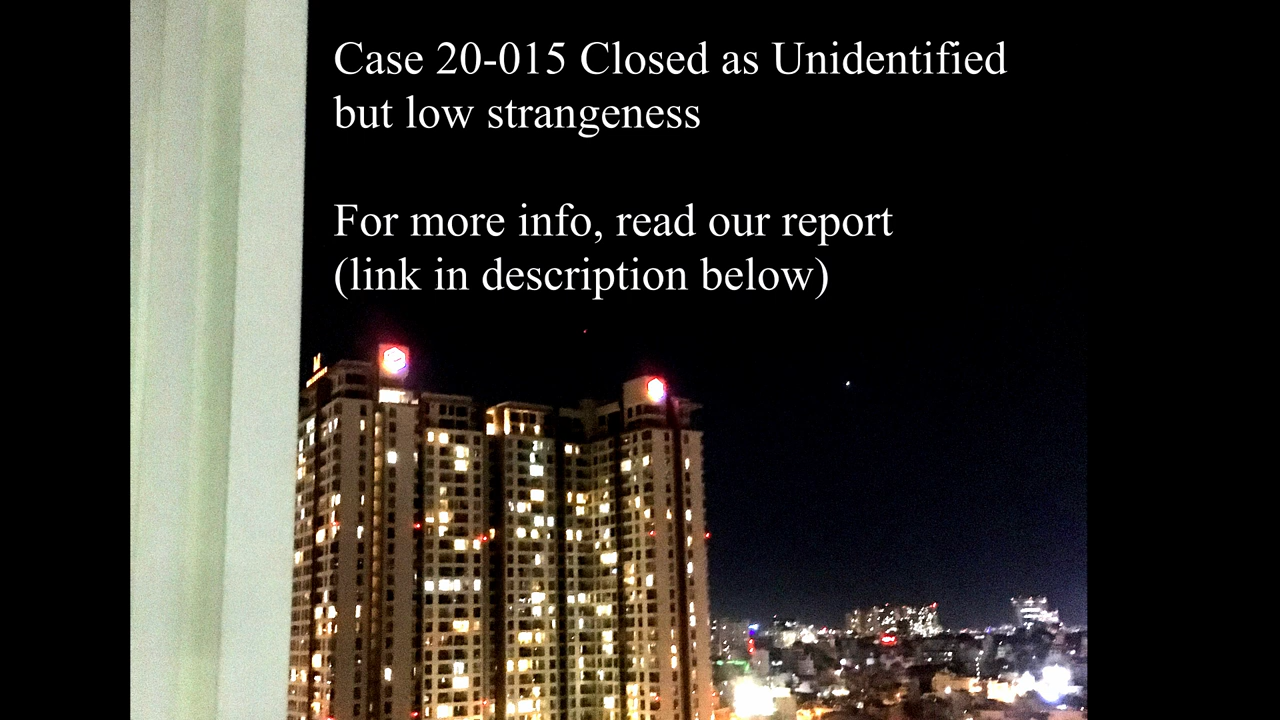 Case 20-015 Closed as Unidentified
but low strangeness
For more info, read our report
(link in description below)